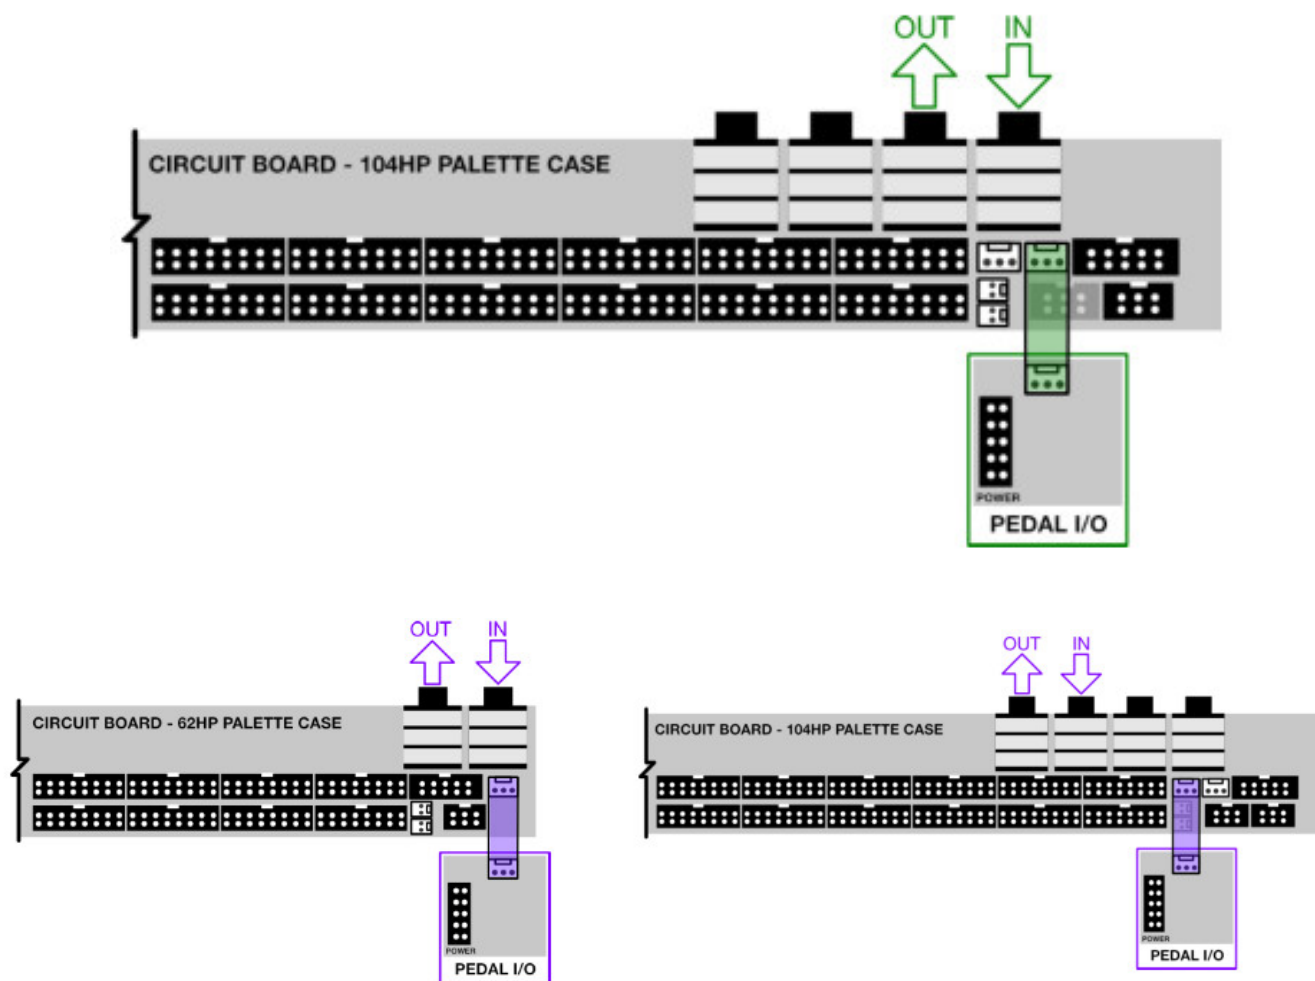 OUT IN
CIRCUIT BOARD - 104HP PALETTE CASE
POWER
PEDAL I/O
OUT IN
CIRCUIT BOARD - 62HP PALETTE CASE
POWER
PEDAL I/O
OUT IN
CIRCUIT BOARD - 104HP PALETTE CASE
POWER
PEDAL I/O